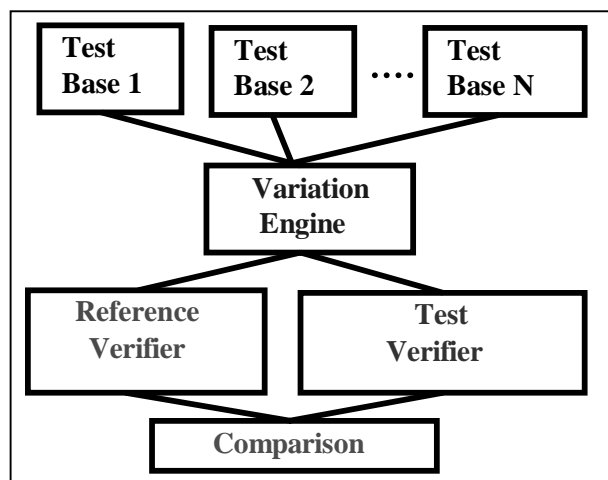 Test
Base 1
Test
Base 2
....
Test
Base N
Variation
Engine
Reference
Verifier
Test
Verifier
Comparison